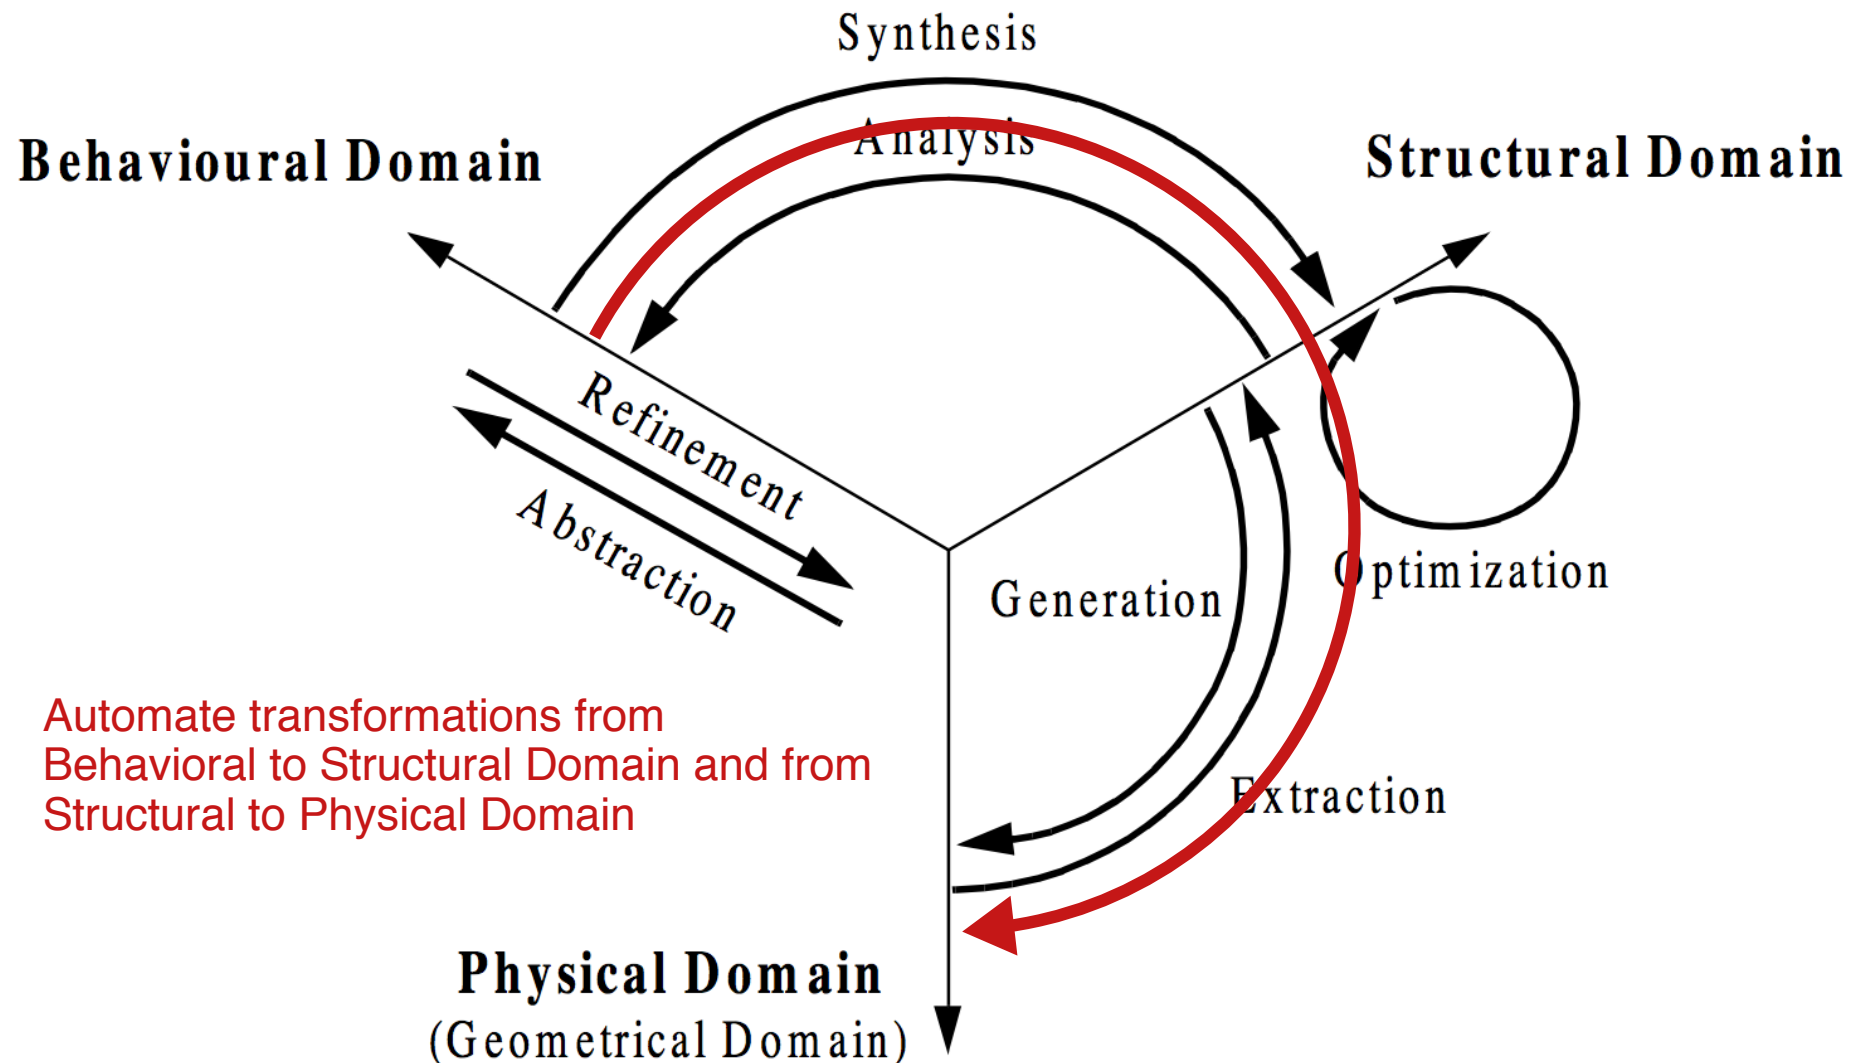 Synthesis
Analysis
Behavioural Domain
Structural Domain
Refinement
Abstraction
Generation
Optimization
Extraction
Automate transformations from
Behavioral to Structural Domain and from
Structural to Physical Domain
Physical Domain
(Geometrical Domain)